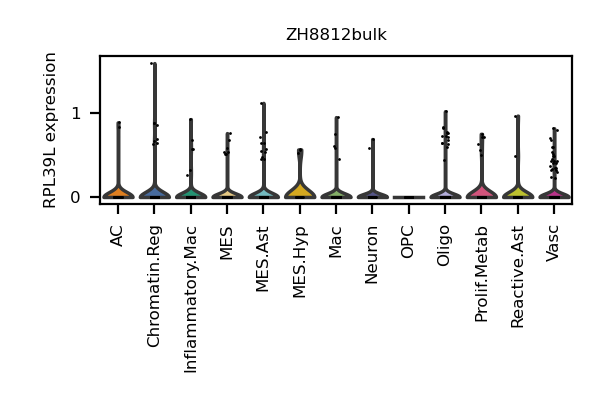 ZH8812bulk
RPL39L expression
1
0
AC
Chromatin.Reg
Inflammatory.Mac
MES
MES.Ast
MES.Hyp
Mac
Neuron
OPC
Oligo
Prolif.Metab
Reactive.Ast
Vasc